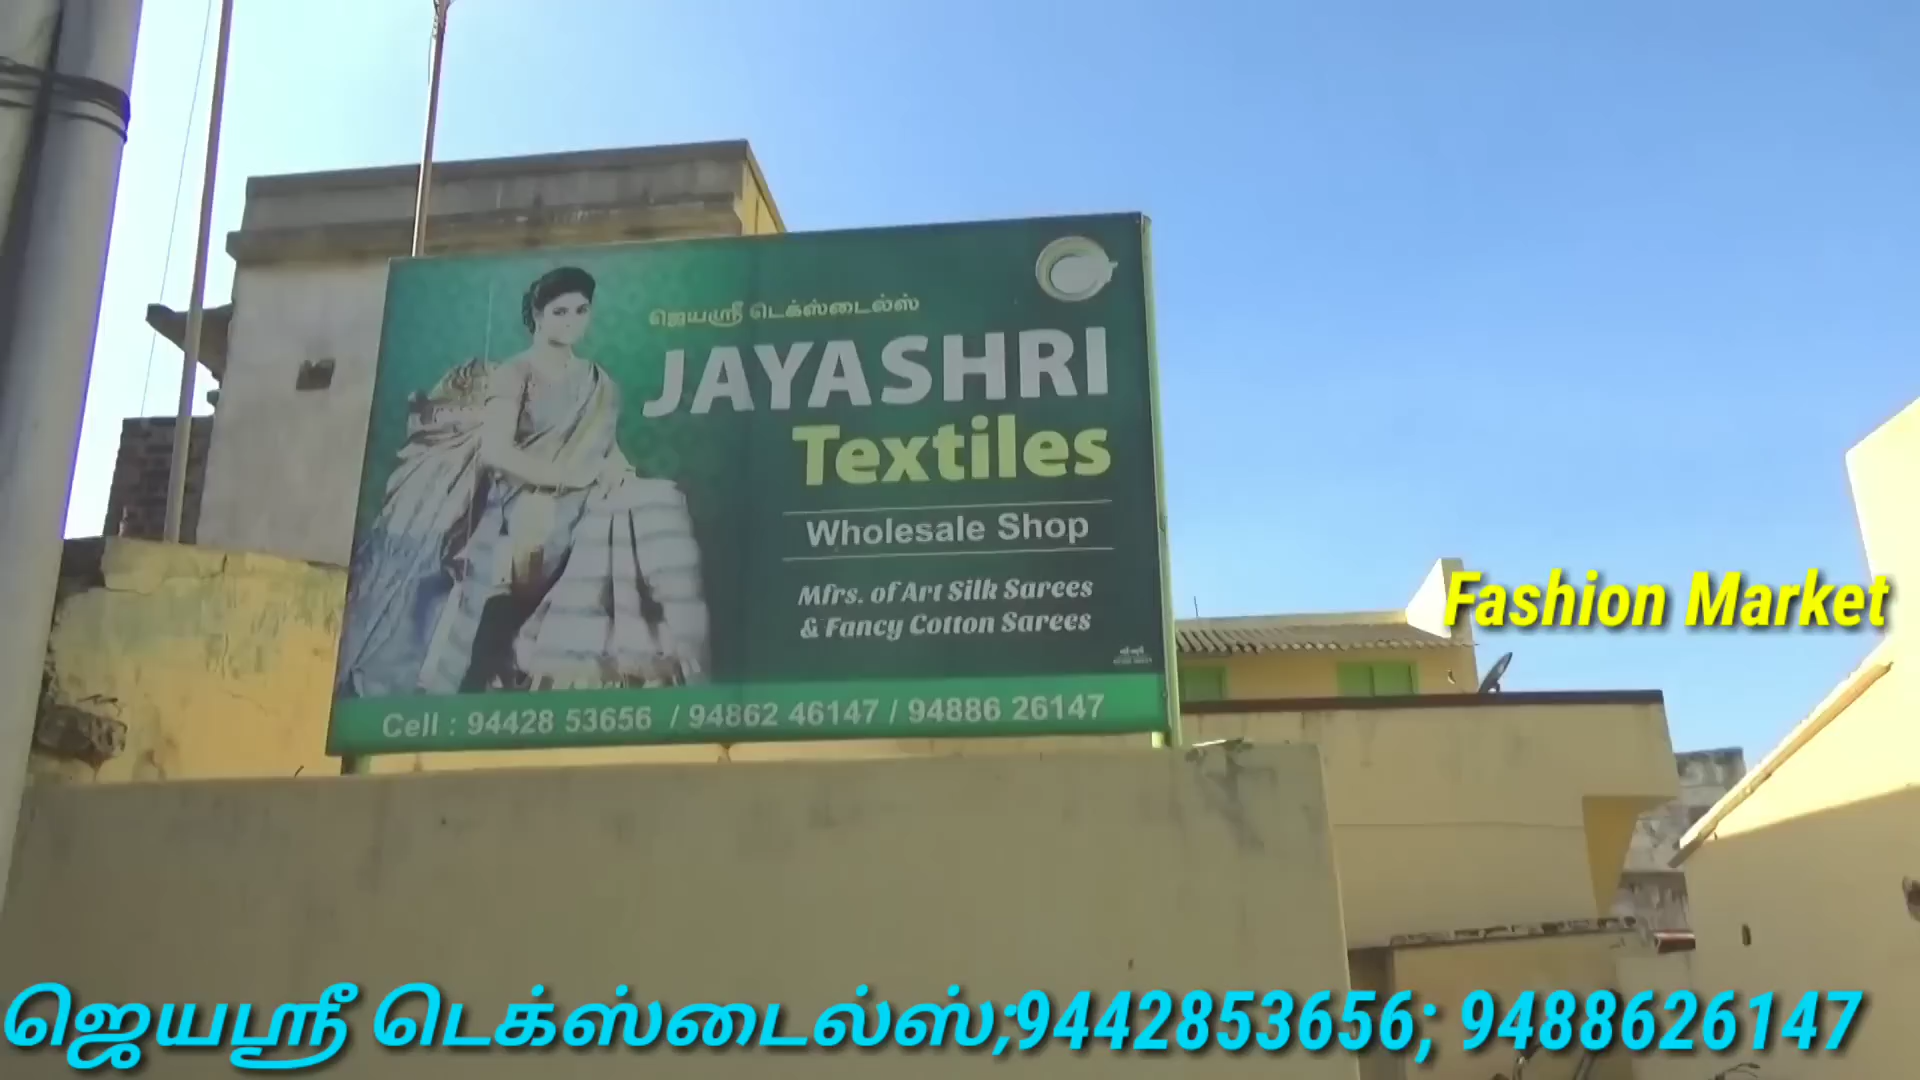 ஜெயஸ்ரீ டெக்ஸ்டைல்ஸ்
JAYASHRI
Textiles
Wholesale Shop
Mfrs. of Art Silk Sarees
& Fancy Cotton Sarees
Cell : 94428 53656 / 94862 46147 / 94886 26147
Fashion Market
ஜெயஸ்ரீ டெக்ஸ்டைல்ஸ்;9442853656; 9488626147